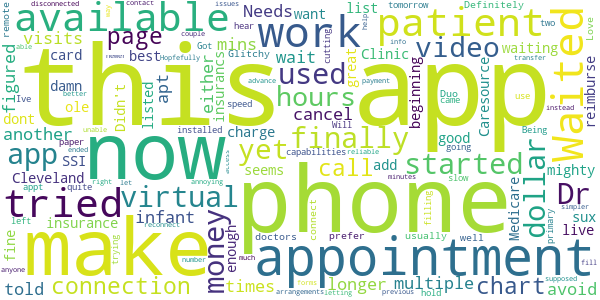 disconnected
issues
contact
remote
available
page
work
patient
Definitely
tomorrow
Needs
want
list
two
Love
hear
help
couple
way
visits
mins
video
Got
card
best
wait
Clinic
waiting
Glitchy
cutting
info
either
great
figured
damn
apt
used
Caresource
Duo
came
reimburse
able
this app
Waited
Didn't
insurancs
beginning
advance
payment
transfer
Ive
better
ole
listed
hours
speed
use
Being
dont
paper
cancel
Will
unable
ended
installed
another
charge
capabilities
reliable
instead
now
yet
finally
good
going
app
SSI
seems
call
add
minutes
mighty
phone
started
slow
Cleveland
right
let
annoying
access
quite
virtual
dollar
appt
number
reconnect
tried
Dr
money
infant
enough
connect
doctors
prefer
usually
well
filling
Medicare
sux
simpler
primary
live
left
insurance
trying
make
appointment
fine
much
forms
longer
multiple
chart
supposed
fill
anyone
told
connection
times
arrangements
letting
previous
hold
avoid